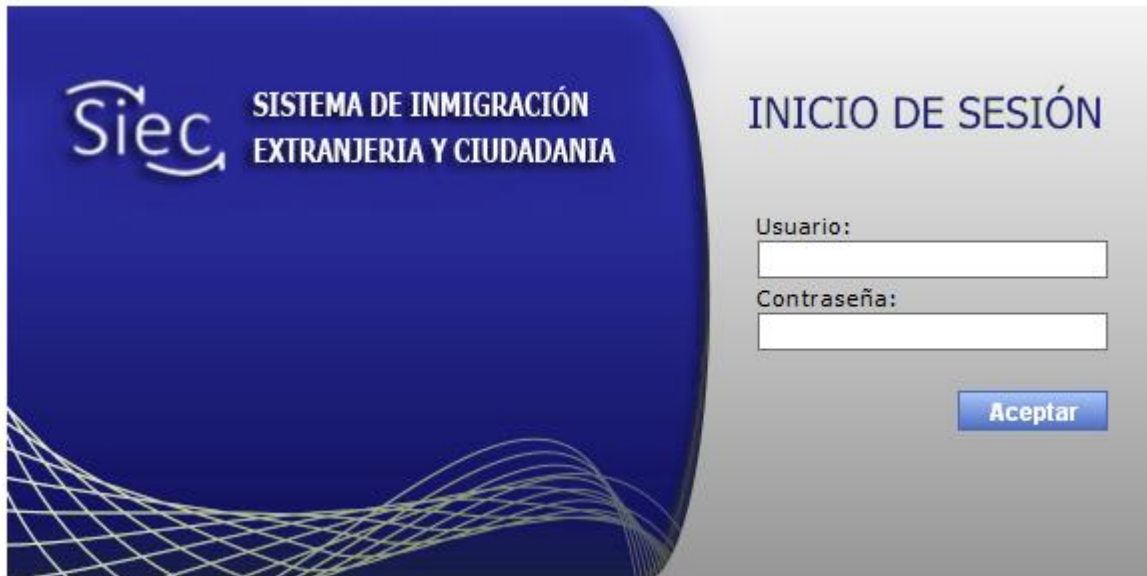 Siec
SISTEMA DE INMIGRACIÓN
EXTRANJERIA Y CIUDADANIA
INICIO DE SESIÓN
Usuario:
Contraseña:
Aceptar